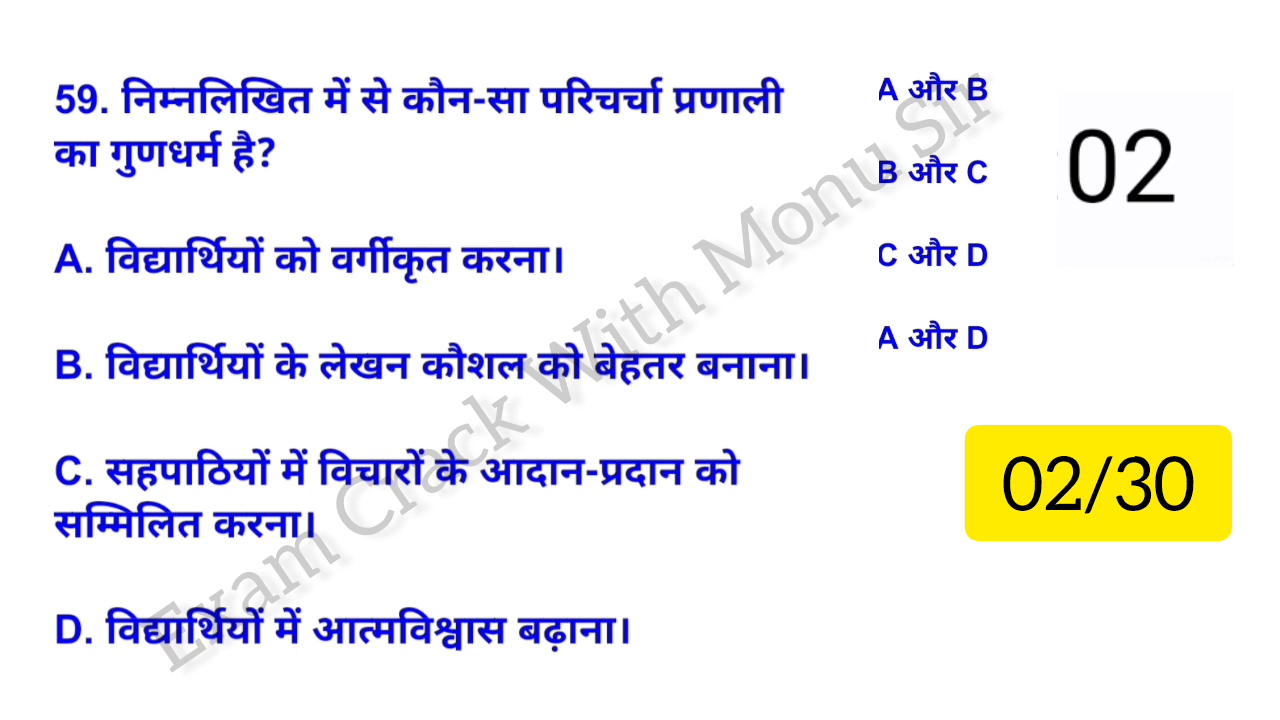 59. निम्नलिखित में से कौन-सा परिचर्चा प्रणाली
का गुणधर्म है?
A. विद्यार्थियों को वर्गीकृत करना।
B. विद्यार्थियों के लेखन कौशल को बेहतर बनाना।
C. सहपाठियों में विचारों के आदान-प्रदान को
सम्मिलित करना।
D. विद्यार्थियों में आत्मविश्वास बढ़ाना।
A और B
B और C
C और D
A और D
02
02/30
Exam Crack With Monu Sir